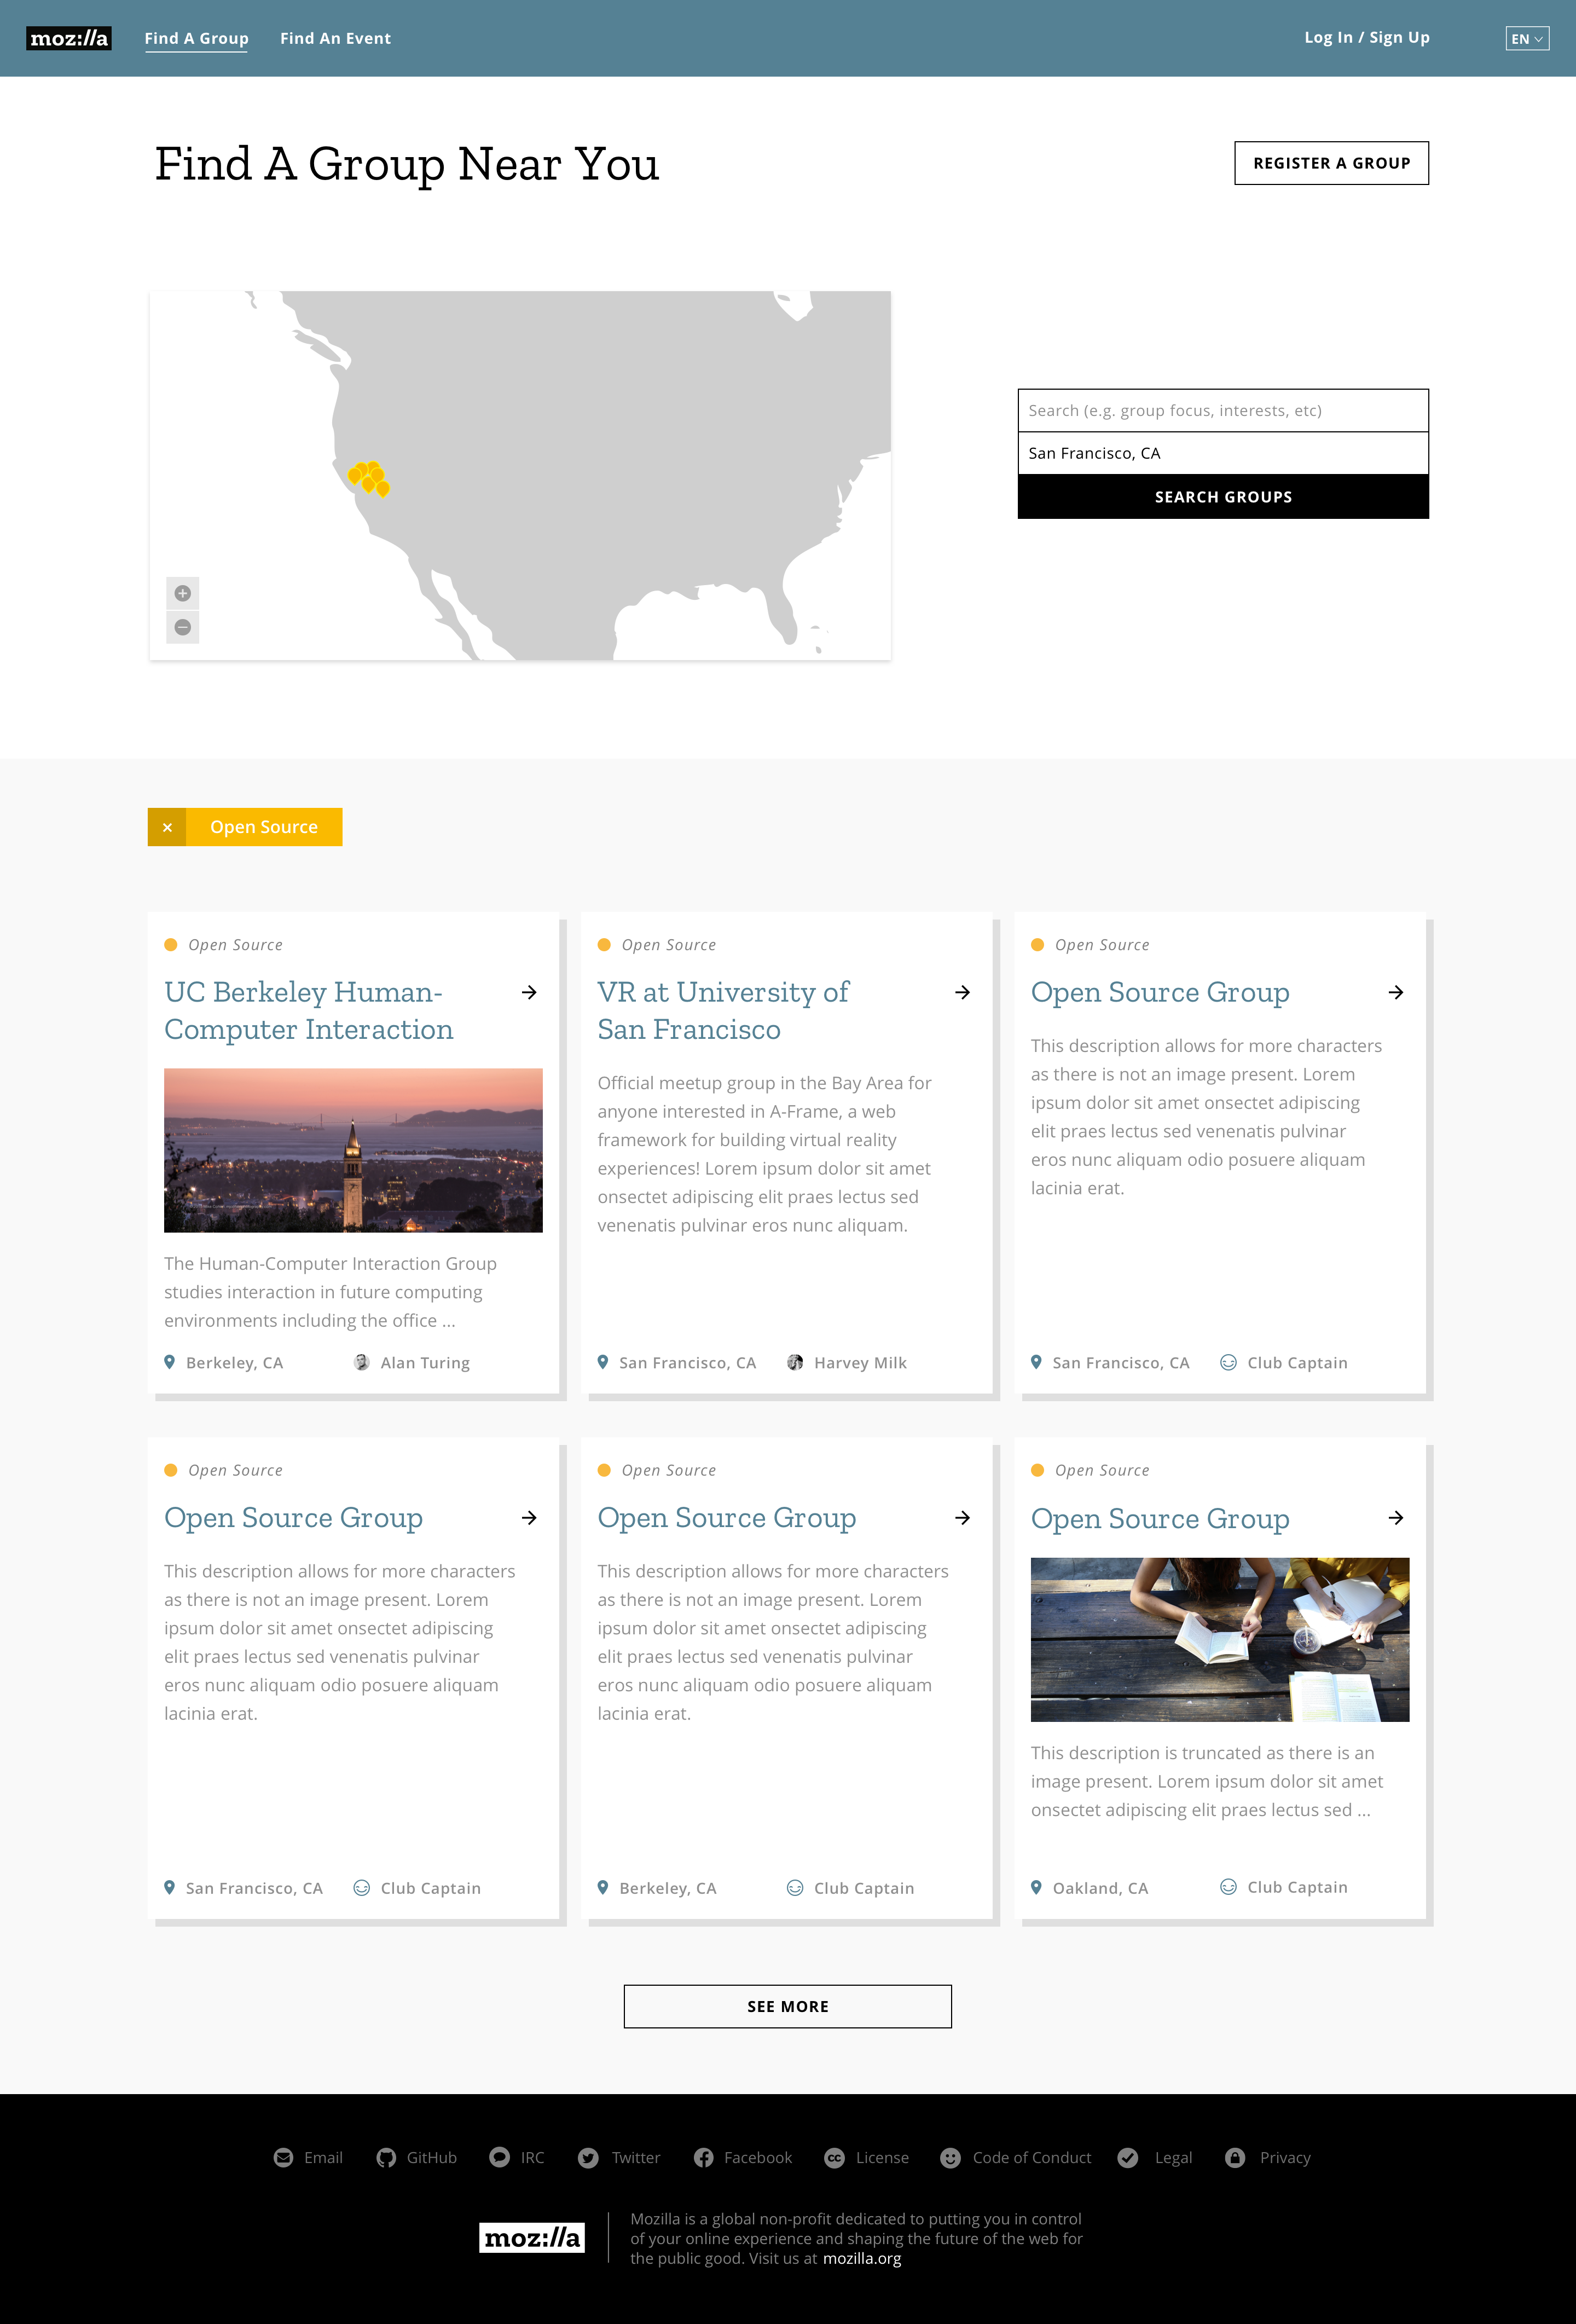 moz://a
Find A Group
Find An Event
Log In / Sign Up
EN
Find A Group Near You
REGISTER A GROUP
Search (e.g. group focus, interests, etc)
San Francisco, CA
SEARCH GROUPS
× Open Source
Open Source
UC Berkeley Human-
Computer Interaction
The Human-Computer Interaction Group
studies interaction in future computing
environments including the office ...
Berkeley, CA
Alan Turing
Open Source
VR at University of
San Francisco
Official meetup group in the Bay Area for
anyone interested in A-Frame, a web
framework for building virtual reality
experiences! Lorem ipsum dolor sit amet
onsectet adipiscing elit praes lectus sed
venenatis pulvinar eros nunc aliquam.
San Francisco, CA
Harvey Milk
Open Source
Open Source Group
This description allows for more characters
as there is not an image present. Lorem
ipsum dolor sit amet onsectet adipiscing
elit praes lectus sed venenatis pulvinar
eros nunc aliquam odio posuere aliquam
lacinia erat.
San Francisco, CA
Club Captain
Open Source
Open Source Group
This description allows for more characters
as there is not an image present. Lorem
ipsum dolor sit amet onsectet adipiscing
elit praes lectus sed venenatis pulvinar
eros nunc aliquam odio posuere aliquam
lacinia erat.
San Francisco, CA
Club Captain
Open Source
Open Source Group
This description allows for more characters
as there is not an image present. Lorem
ipsum dolor sit amet onsectet adipiscing
elit praes lectus sed venenatis pulvinar
eros nunc aliquam odio posuere aliquam
lacinia erat.
Berkeley, CA
Club Captain
Open Source
Open Source Group
This description is truncated as there is an
image present. Lorem ipsum dolor sit amet
onsectet adipiscing elit praes lectus sed ...
Oakland, CA
Club Captain
SEE MORE
Email
GitHub
IRC
Twitter
Facebook
cc License
Code of Conduct
Legal
Privacy
moz://a
Mozilla is a global non-profit dedicated to putting you in control
of your online experience and shaping the future of the web for
the public good. Visit us at mozilla.org